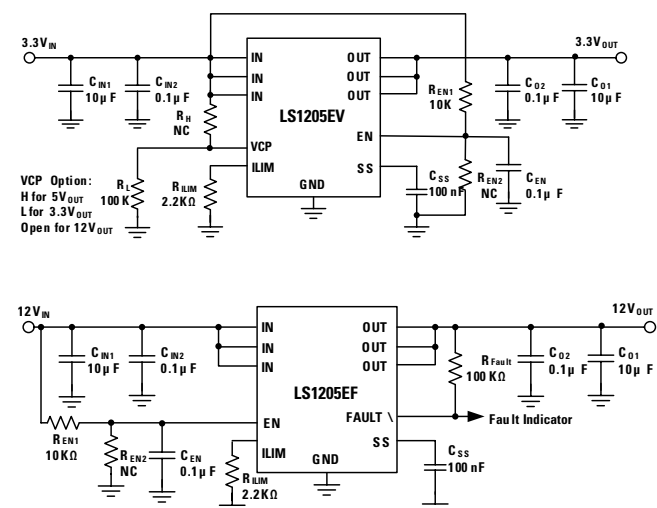 3.3VIN
3.3VOUT
CIN1
10μF
CIN2
0.1μF
RH
NC
IN
IN
IN
VCP
ILIM
LS1205EV
GND
OUT
OUT
OUT
EN
SS
REN1
10K
CO2
0.1μF
CO1
10μF
VCP Option:
H for 5VOUT
L for 3.3VOUT
Open for 12VOUT
RL
100K
RILIM
2.2KΩ
CSS
100nF
REN2
NC
CEN
0.1μF
12VIN
12VOUT
CIN1
10μF
CIN2
0.1μF
IN
IN
IN
EN
ILIM
LS1205EF
GND
OUT
OUT
OUT
FAULT \
SS
RFault
100KΩ
CO2
0.1μF
CO1
10μF
Fault Indicator
REN1
10KΩ
REN2
NC
CEN
0.1μF
RILIM
2.2KΩ
CSS
100nF